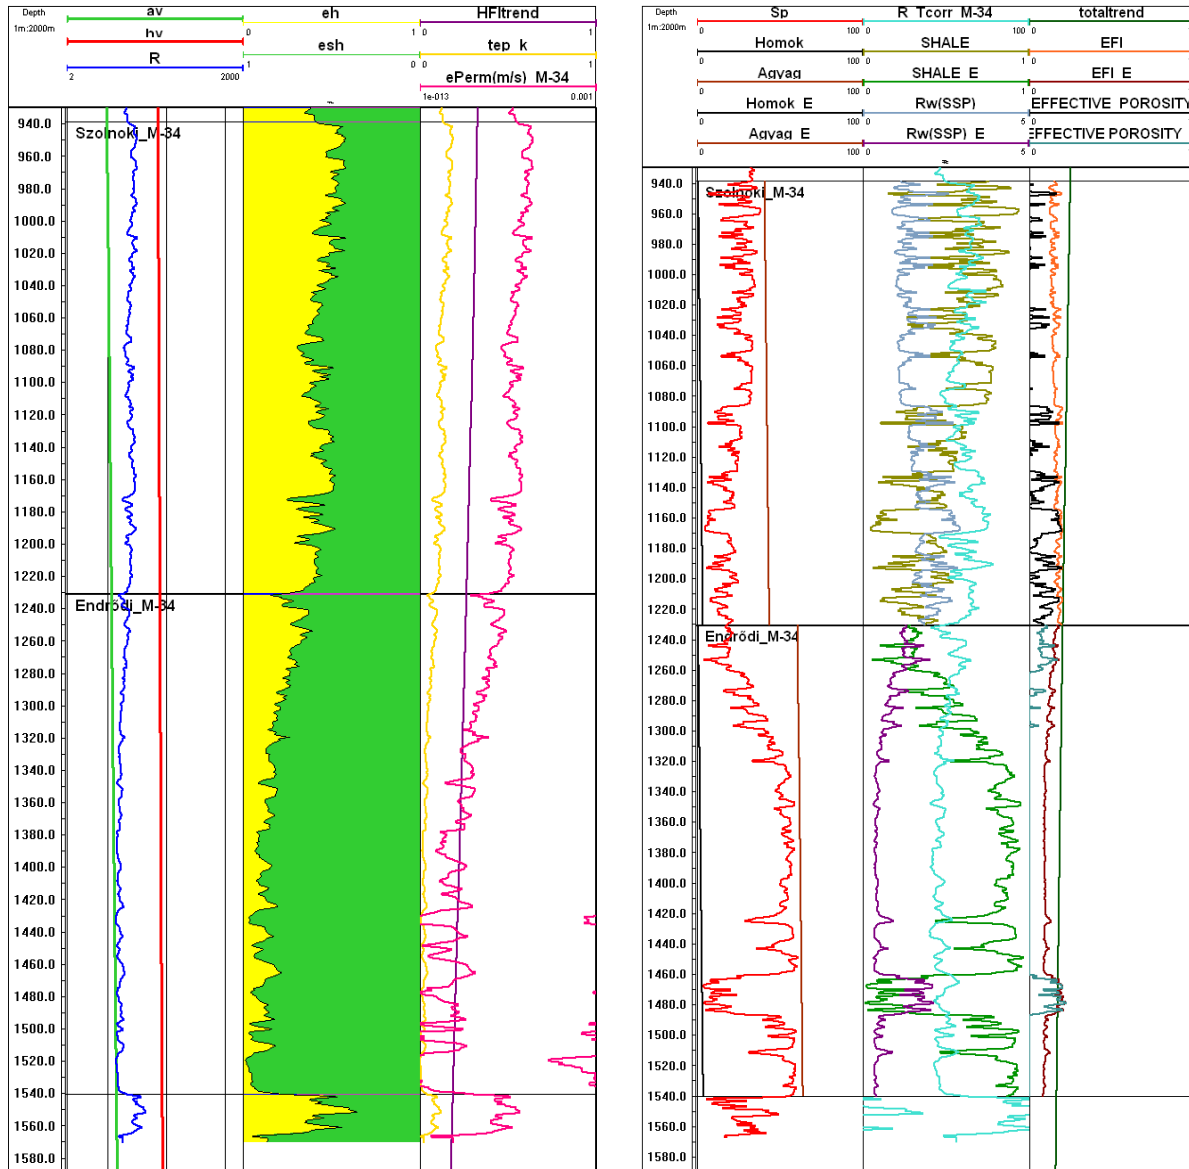 Depth
1m:2000m
av
hv
R
2 2000
eh
0 1
esh
1 0
HFItrend
0 1
tep_k
0 1
ePerm(m/s)_M-34
1e-013 0.001
Szolnoki_M-34
Endrődi_M-34
940.0
960.0
980.0
1000.0
1020.0
1040.0
1060.0
1080.0
1100.0
1120.0
1140.0
1160.0
1180.0
1200.0
1220.0
1240.0
1260.0
1280.0
1300.0
1320.0
1340.0
1360.0
1380.0
1400.0
1420.0
1440.0
1460.0
1480.0
1500.0
1520.0
1540.0
1560.0
1580.0
Depth
1m:2000m
Sp
0 100
Homok
0 100
Agyag
0 100
Homok_E
0 100
Agyag_E
0 100
R_Tcorr_M-34
0 100
SHALE
0 1
SHALE_E
0 1
Rw(SSP)
0 5
Rw(SSP)_E
0 5
totaltrend
0
EFI
0
EFI_E
0
EFFECTIVE_POROSITY
0
EFFECTIVE POROSITY
0
Szolnoki_M-34
Endrődi_M-34
940.0
960.0
980.0
1000.0
1020.0
1040.0
1060.0
1080.0
1100.0
1120.0
1140.0
1160.0
1180.0
1200.0
1220.0
1240.0
1260.0
1280.0
1300.0
1320.0
1340.0
1360.0
1380.0
1400.0
1420.0
1440.0
1460.0
1480.0
1500.0
1520.0
1540.0
1560.0
1580.0